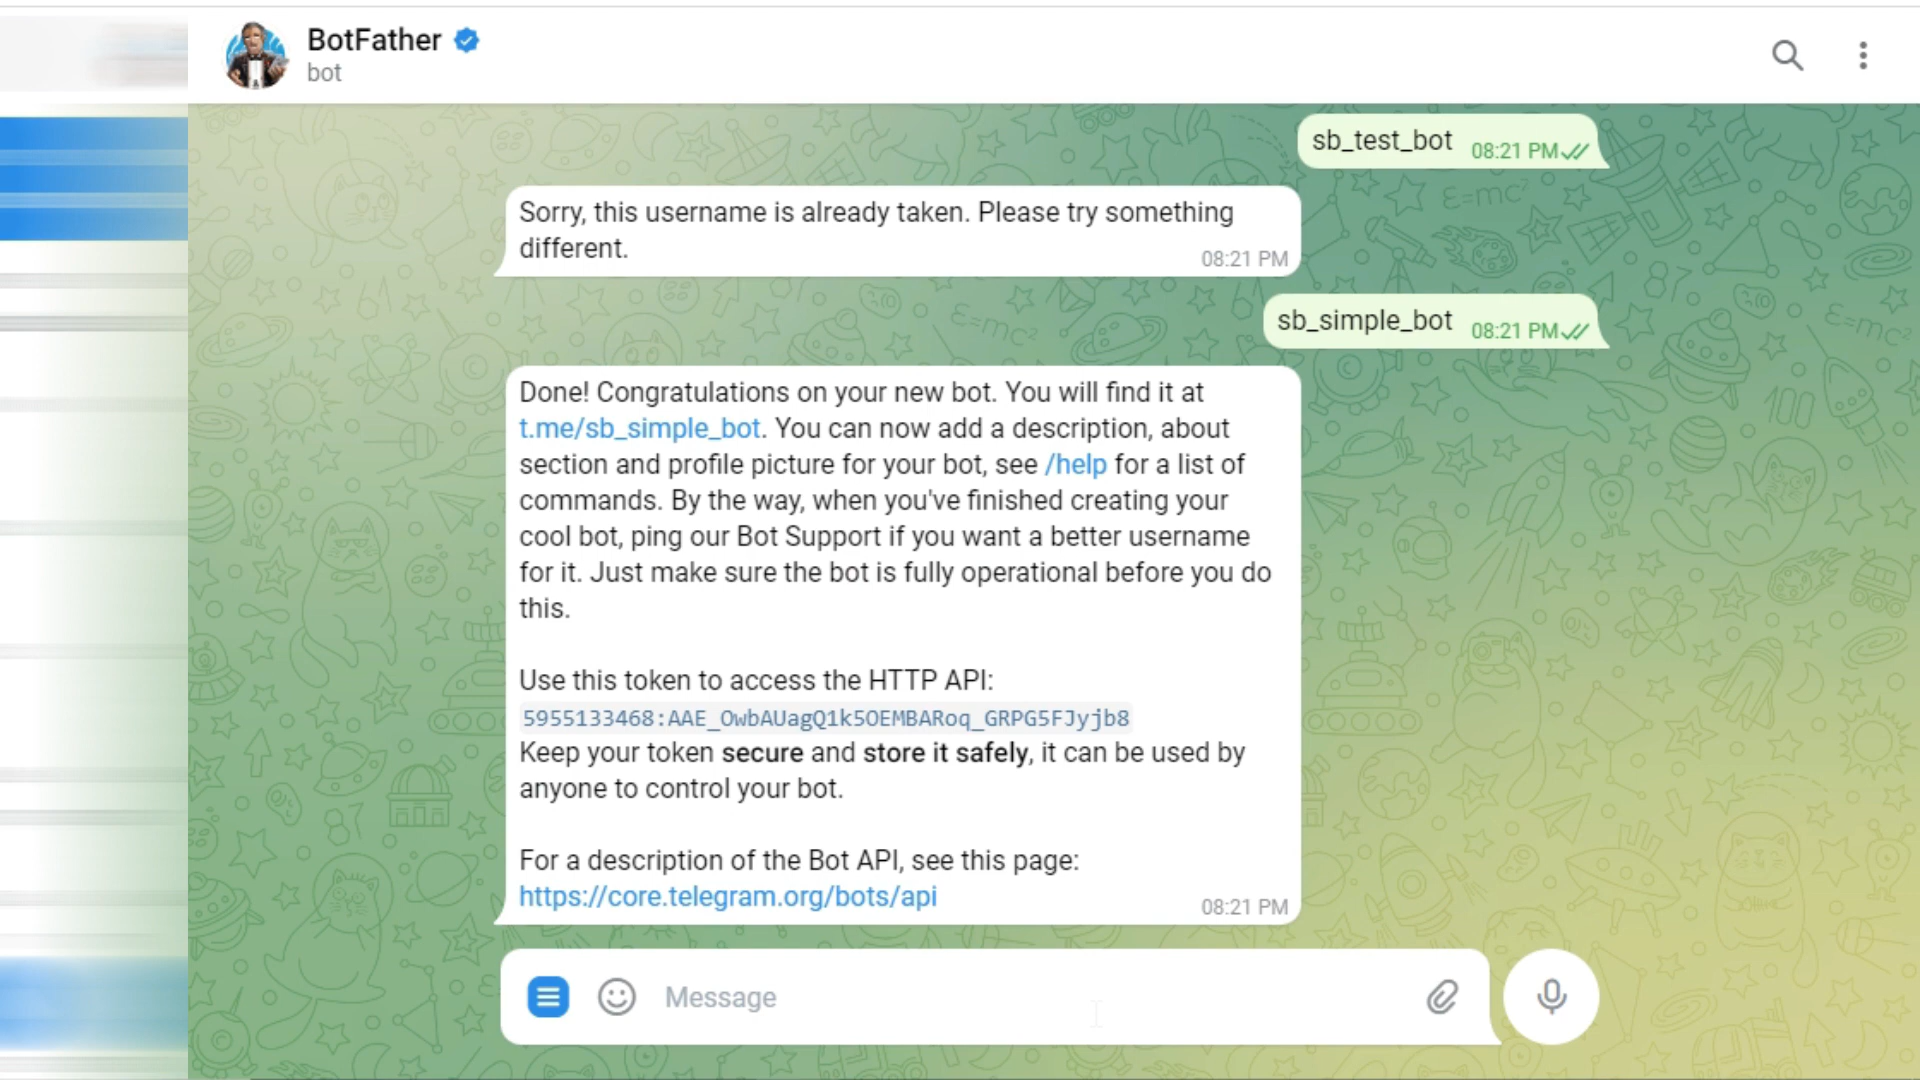 BotFather
bot
sb_test_bot 08:21 PM
Sorry, this username is already taken. Please try something
different.
08:21 PM
sb_simple_bot 08:21 PM
Done! Congratulations on your new bot. You will find it at
t.me/sb_simple_bot. You can now add a description, about
section and profile picture for your bot, see /help for a list of
commands. By the way, when you've finished creating your
cool bot, ping our Bot Support if you want a better username
for it. Just make sure the bot is fully operational before you do
this.
Use this token to access the HTTP API:
5955133468:AAE_OwbAUagQ1k5OEMBARoq_GRPG5FJyjb8
Keep your token secure and store it safely, it can be used by
anyone to control your bot.
For a description of the Bot API, see this page:
https://core.telegram.org/bots/api
08:21 PM
Message